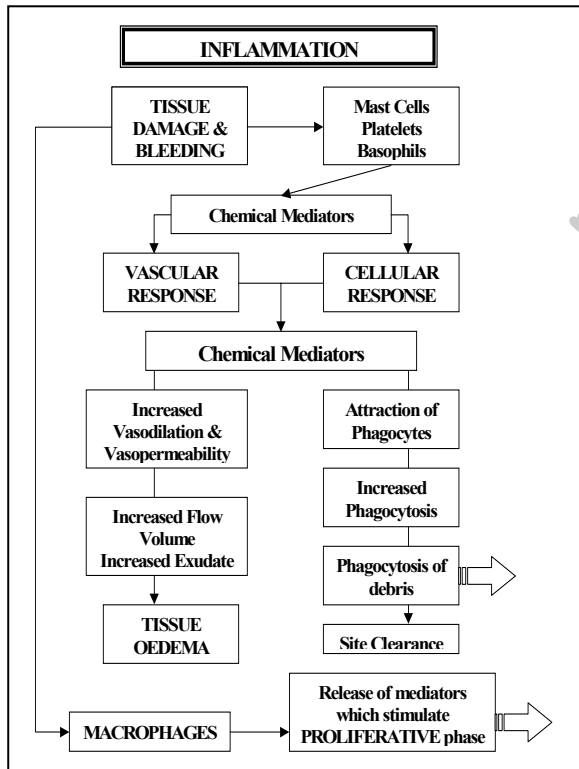 INFLAMMATION
TISSUE
DAMAGE &
BLEEDING
Mast Cells
Platelets
Basophils
Chemical Mediators
VASCULAR
RESPONSE
CELLULAR
RESPONSE
Chemical Mediators
Increased
Vasodilation &
Vasopermeability
Attraction of
Phagocytes
Increased
Phagocytosis
Increased Flow
Volume
Increased Exudate
Phagocytosis of
debris
TISSUE
OEDEMA
Site Clearance
MACROPHAGES
Release of mediators
which stimulate
PROLIFERATIVE phase